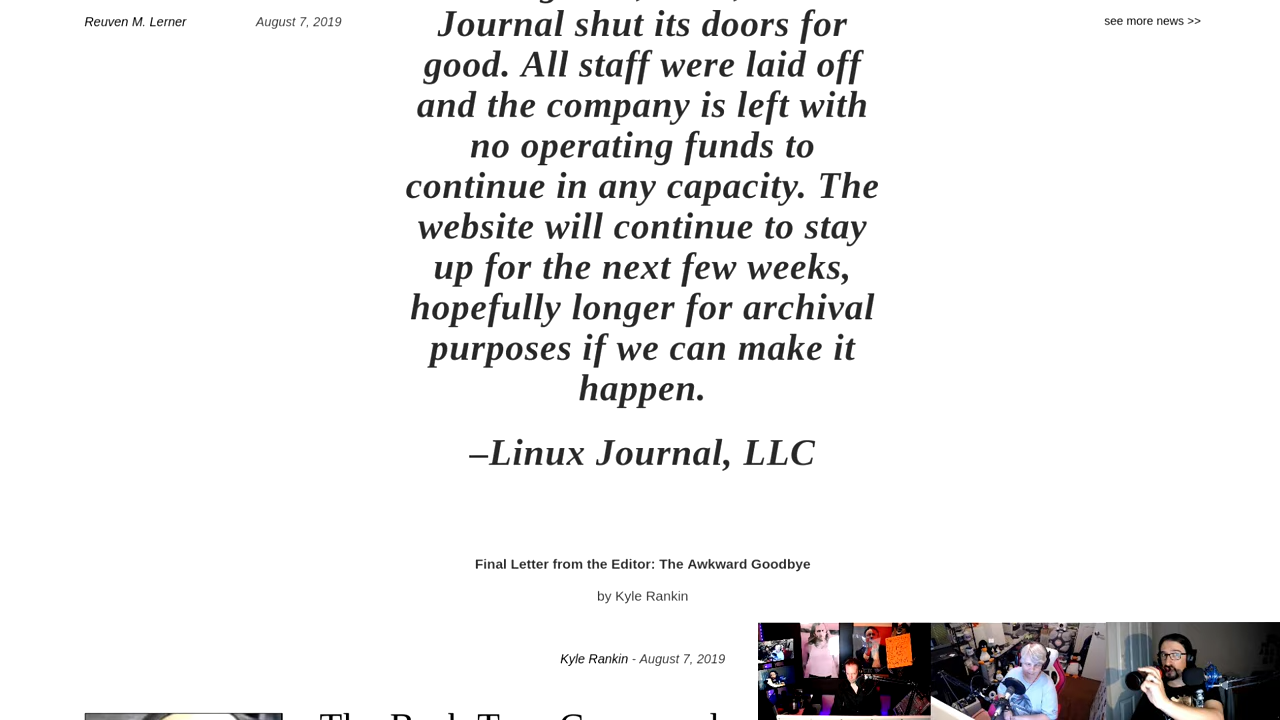 Reuven M. Lerner August 7, 2019 see more news >>
Journal shut its doors for
good. All staff were laid off
and the company is left with
no operating funds to
continue in any capacity. The
website will continue to stay
up for the next few weeks,
hopefully longer for archival
purposes if we can make it
happen.
–Linux Journal, LLC
Final Letter from the Editor: The Awkward Goodbye
by Kyle Rankin
Kyle Rankin - August 7, 2019